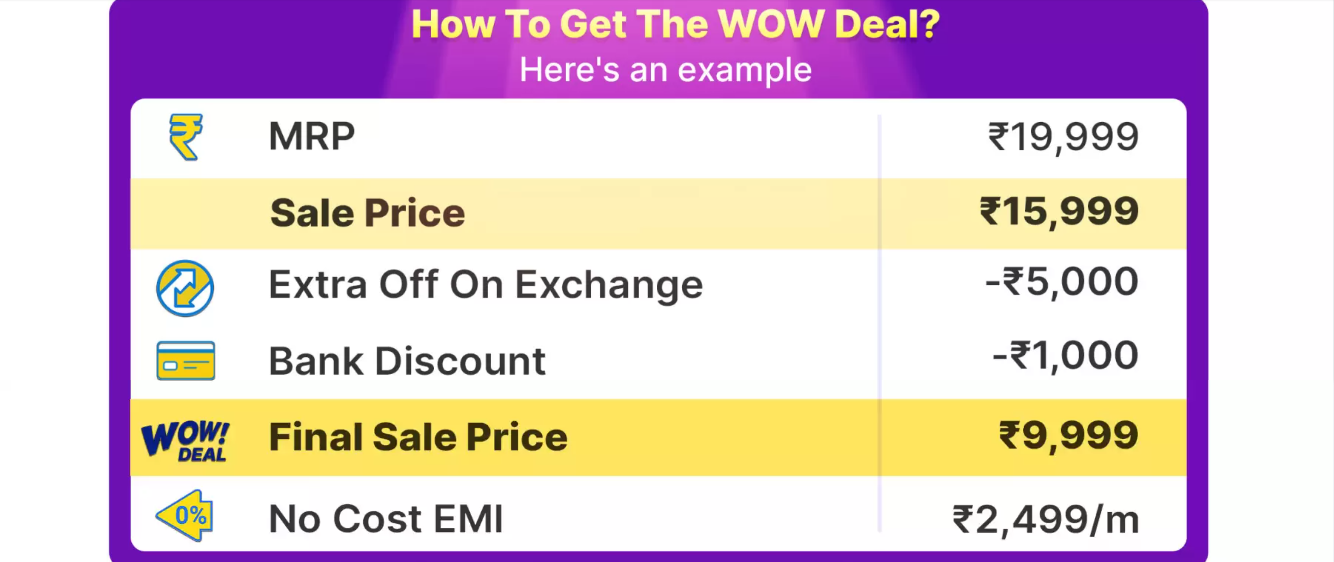 How To Get The WOW Deal?
Here's an example
MRP ₹19,999
Sale Price ₹15,999
Extra Off On Exchange -₹5,000
Bank Discount -₹1,000
WOW! DEAL Final Sale Price ₹9,999
0% No Cost EMI ₹2,499/m